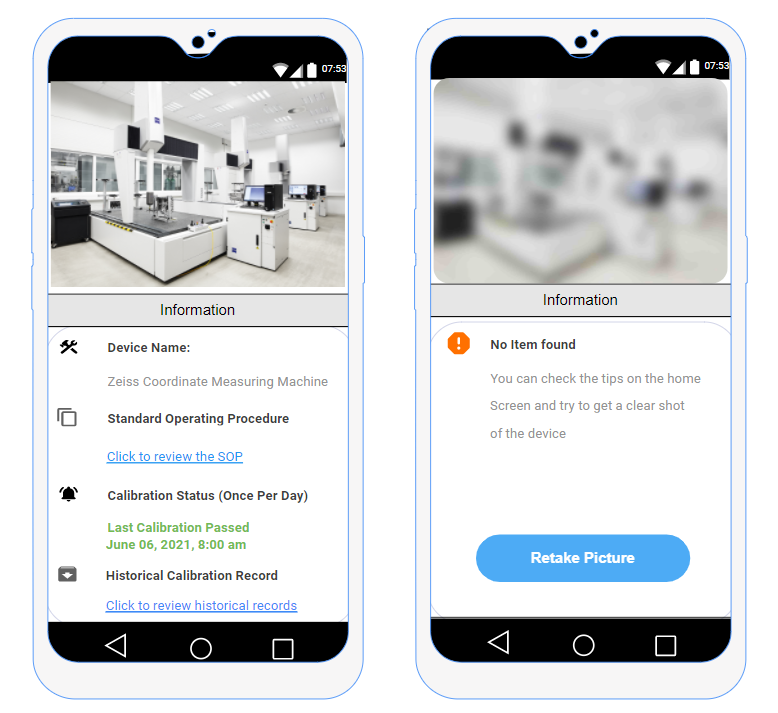 07:53
Information
Device Name:
Zeiss Coordinate Measuring Machine
Standard Operating Procedure
Click to review the SOP
Calibration Status (Once Per Day)
Last Calibration Passed
June 06, 2021, 8:00 am
Historical Calibration Record
Click to review historical records
07:53
Information
No Item found
You can check the tips on the home
Screen and try to get a clear shot
of the device
Retake Picture